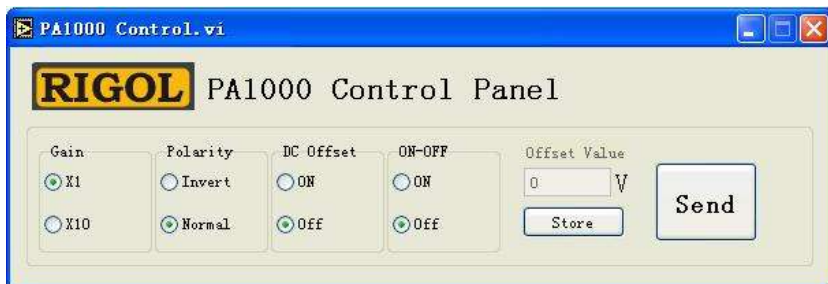 PA1000 Control.vi
RIGOL PA1000 Control Panel
Gain
X1
X10
Polarity
Invert
Normal
DC Offset
ON
Off
ON-OFF
ON
Off
Offset Value
0 V
Store
Send